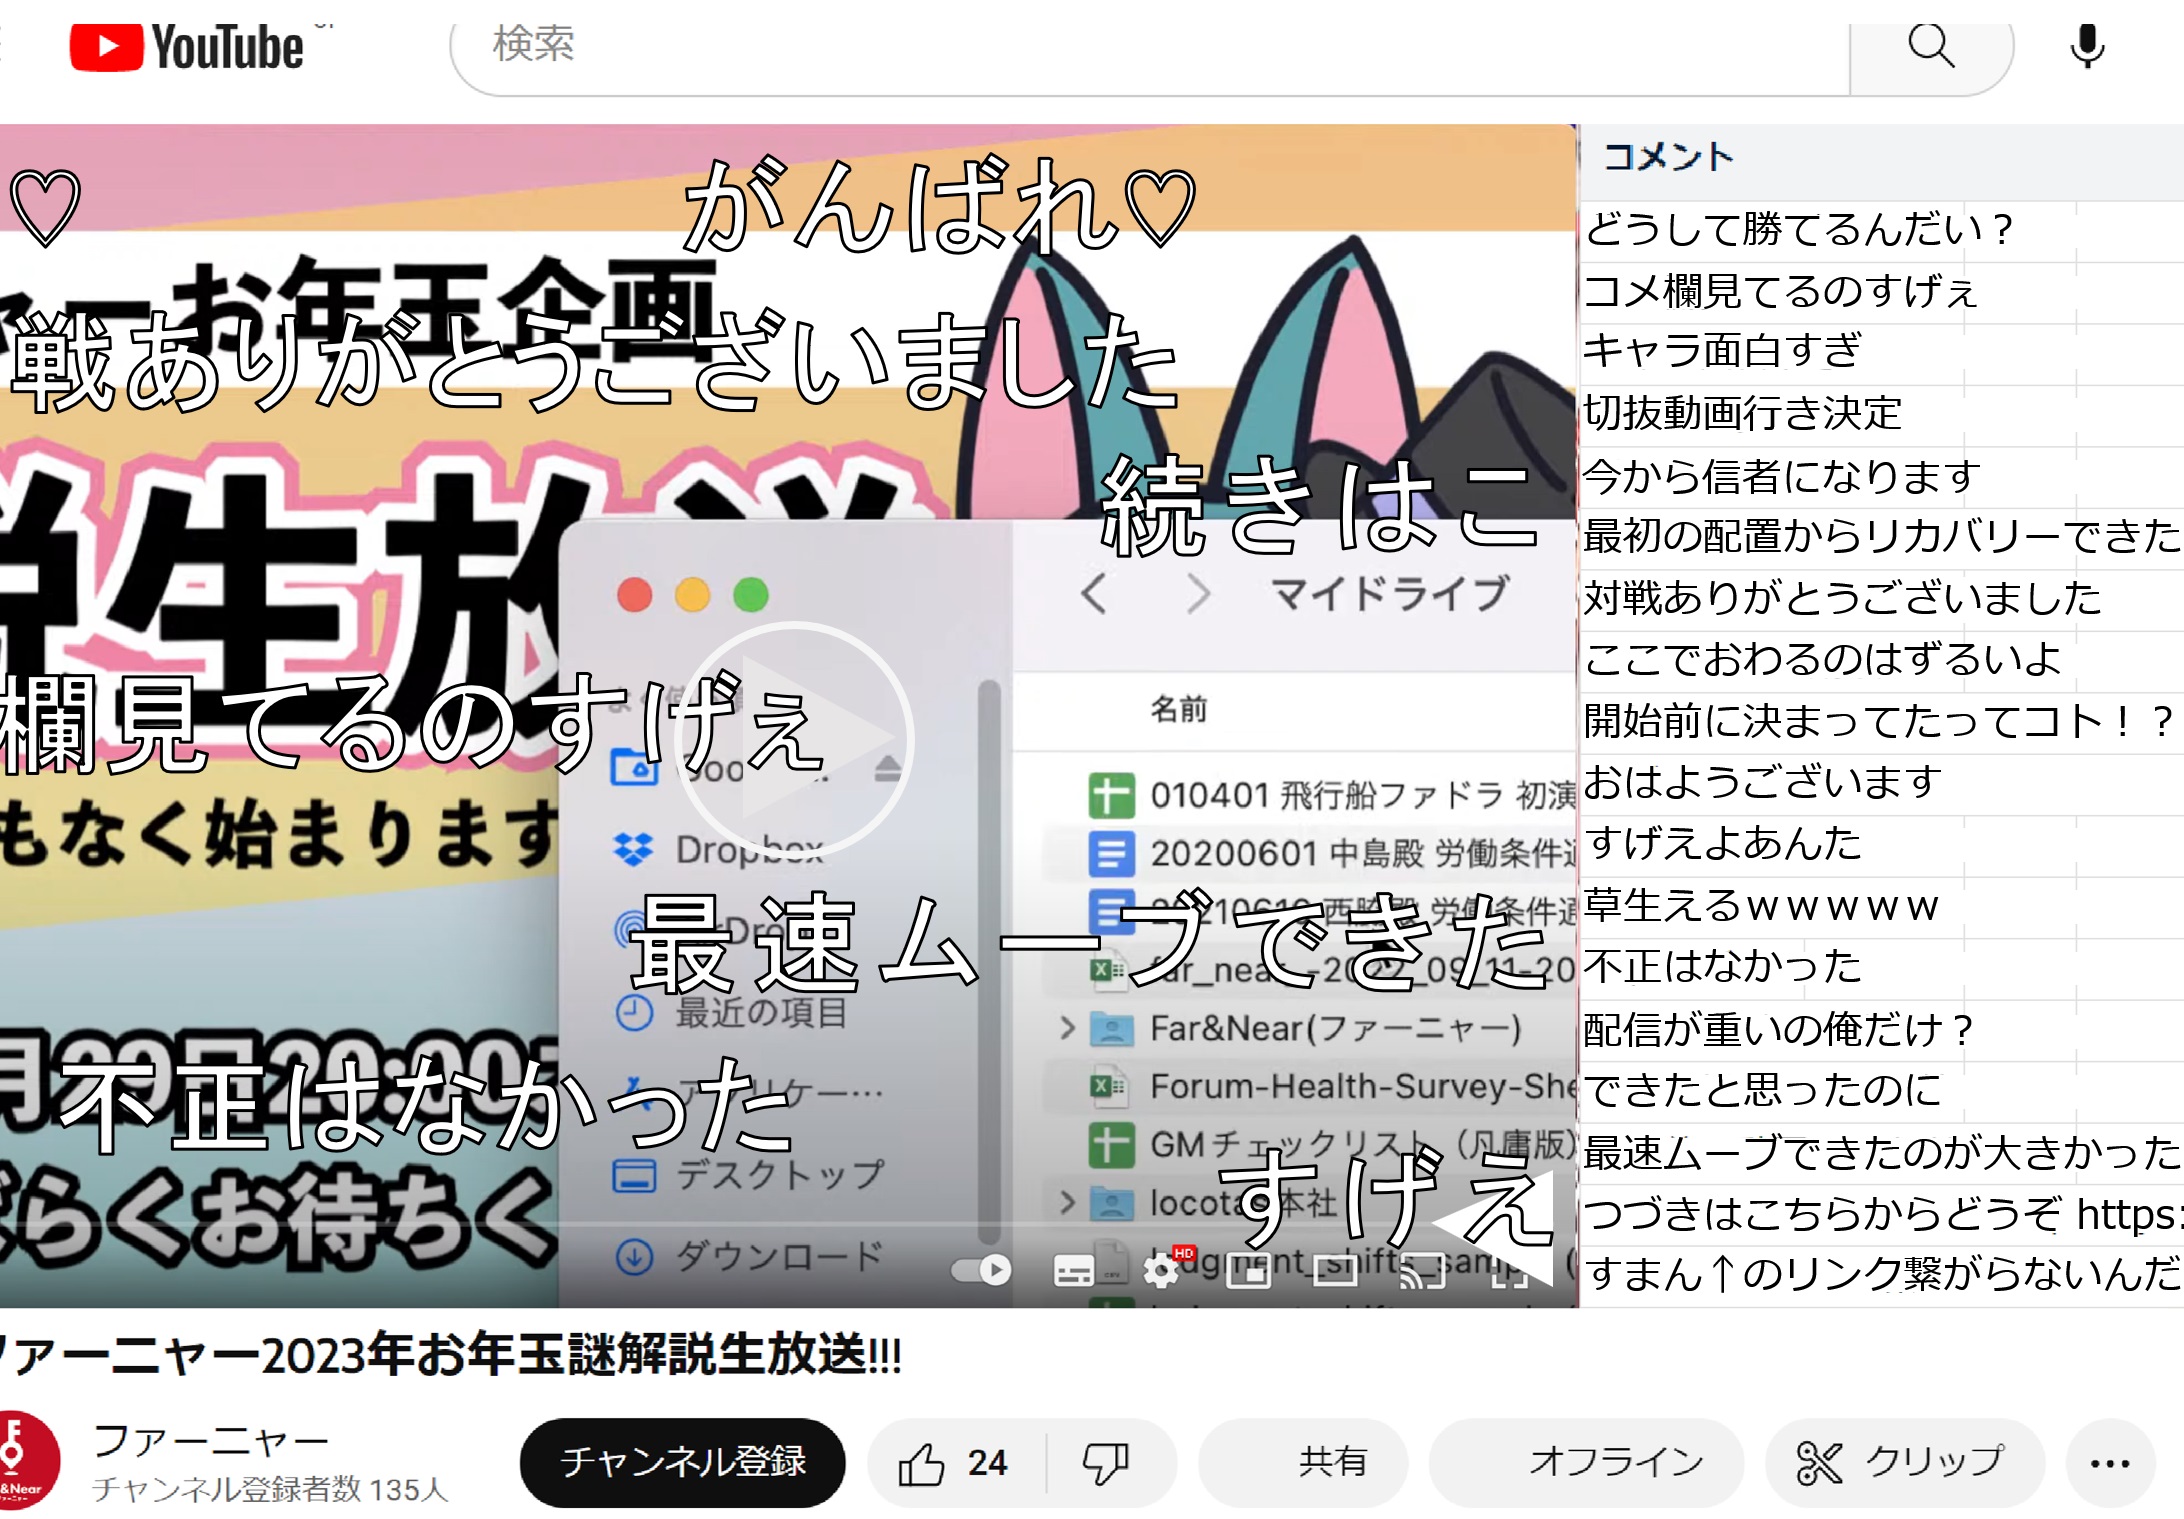 YouTube
検索
コメント
がんばれ♡
♡
お年玉企画
戦ありがとうございました
続きはこ
生放送
マイドライブ
名前
欄見てるのすげぇ
もなく始まります
Dropbox
最速ムーブできた
最近の項目
不正はなかった
デスクトップ
ダウンロード
すげえ
らくお待ちく
010401 飛行船ファドラ 初演
20200601 中島殿 労働条件通
Far&Near(ファーニャー)
Forum-Health-Survey-She
GMチェックリスト（凡庸版）
HD
どうして勝てるんだい？
コメ欄見てるのすげぇ
キャラ面白すぎ
切抜動画行き決定
今から信者になります
最初の配置からリカバリーできた
対戦ありがとうございました
ここでおわるのはずるいよ
開始前に決まってたってコト！？
おはようございます
すげえよあんた
草生えるｗｗｗｗｗ
不正はなかった
配信が重いの俺だけ？
できたと思ったのに
最速ムーブできたのが大きかった
つづきはこちらからどうぞ https:
すまん↑のリンク繋がらないんだ
ファーニャー2023年お年玉謎解説生放送!!!
ファーニャー
チャンネル登録者数 135人
チャンネル登録
24
共有
オフライン
クリップ
&Near